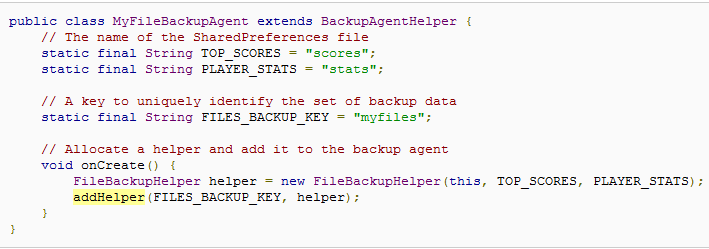 public class MyFileBackupAgent extends BackupAgentHelper {
    // The name of the SharedPreferences file
    static final String TOP_SCORES = "scores";
    static final String PLAYER_STATS = "stats";

    // A key to uniquely identify the set of backup data
    static final String FILES_BACKUP_KEY = "myfiles";

    // Allocate a helper and add it to the backup agent
    void onCreate() {
        FileBackupHelper helper = new FileBackupHelper(this, TOP_SCORES, PLAYER_STATS);
        addHelper(FILES_BACKUP_KEY, helper);
    }
}